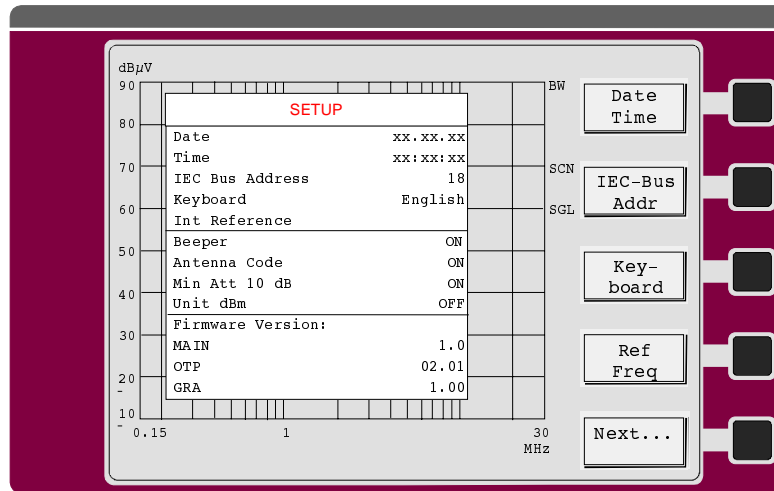 dBµV
90
80
70
60
50
40
30
20
10
0.15
1
30
MHz
SETUP
Date xx.xx.xx
Time xx:xx:xx
IEC Bus Address 18
Keyboard English
Int Reference
Beeper ON
Antenna Code ON
Min Att 10 dB ON
Unit dBm OFF
Firmware Version:
MAIN 1.0
OTP 02.01
GRA 1.00
BW
SCN
SGL
Date
Time
IEC-Bus
Addr
Key-
board
Ref
Freq
Next...